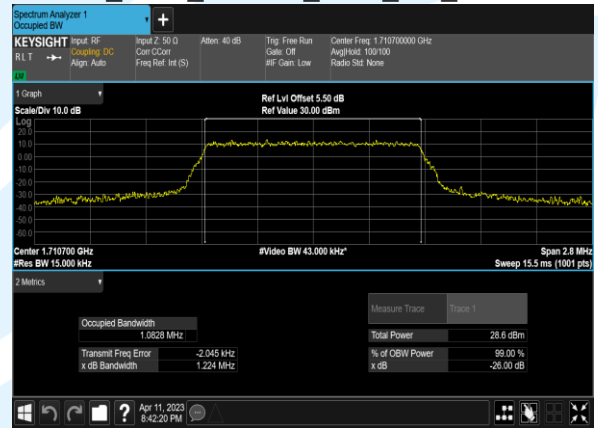 Spectrum Analyzer 1
Occupied BW
+
KEYSIGHT Input: RF Input Z: 50 Ω Atten: 40 dB Trig: Free Run Center Freq: 1.710700000 GHz
Coupling: DC Corr CCorr Gate: Off Avg|Hold: 100/100
RLT Align: Auto Freq Ref: Int (S) #IF Gain: Low Radio Std: None
LV
1 Graph
Ref Lvl Offset 5.50 dB
Scale/Div 10.0 dB Ref Value 30.00 dBm
Log
20.0
10.0
0.00
-10.0
-20.0
-30.0
-40.0
-50.0
-60.0
Center 1.710700 GHz #Video BW 43.000 kHz* Span 2.8 MHz
#Res BW 15.000 kHz Sweep 15.5 ms (1001 pts)
2 Metrics
Measure Trace Trace 1
Occupied Bandwidth
1.0828 MHz Total Power 28.6 dBm
Transmit Freq Error -2.045 kHz % of OBW Power 99.00 %
x dB Bandwidth 1.224 MHz x dB -26.00 dB
? Apr 11, 2023
8:42:20 PM